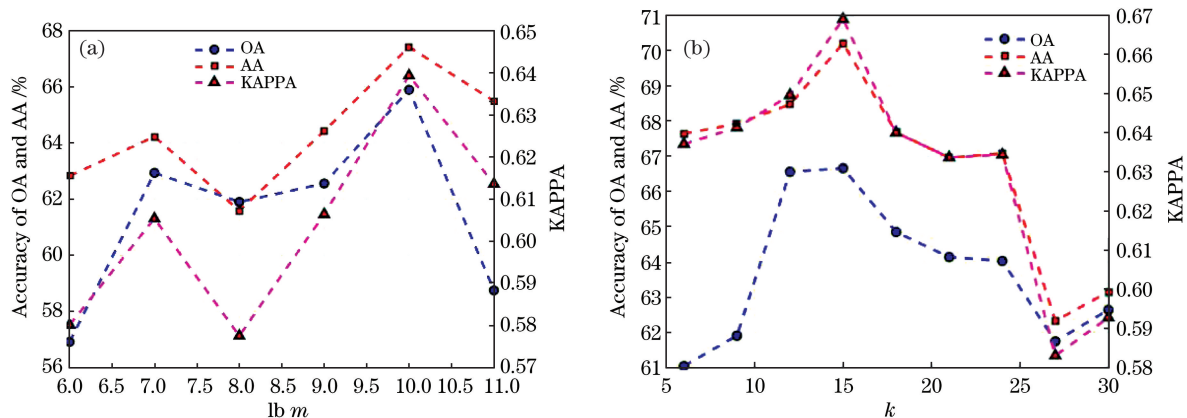 (a)
OA
AA
KAPPA
68
66
64
62
60
58
56
Accuracy of OA and AA /%
0.65
0.64
0.63
0.62
0.61
0.60
0.59
0.58
0.57
KAPPA
6.0 6.5 7.0 7.5 8.0 8.5 9.0 9.5 10.0 10.5 11.0
lb m
(b)
OA
AA
KAPPA
71
70
69
68
67
66
65
64
63
62
61
Accuracy of OA and AA /%
0.67
0.66
0.65
0.64
0.63
0.62
0.61
0.60
0.59
0.58
KAPPA
5 10 15 20 25 30
k